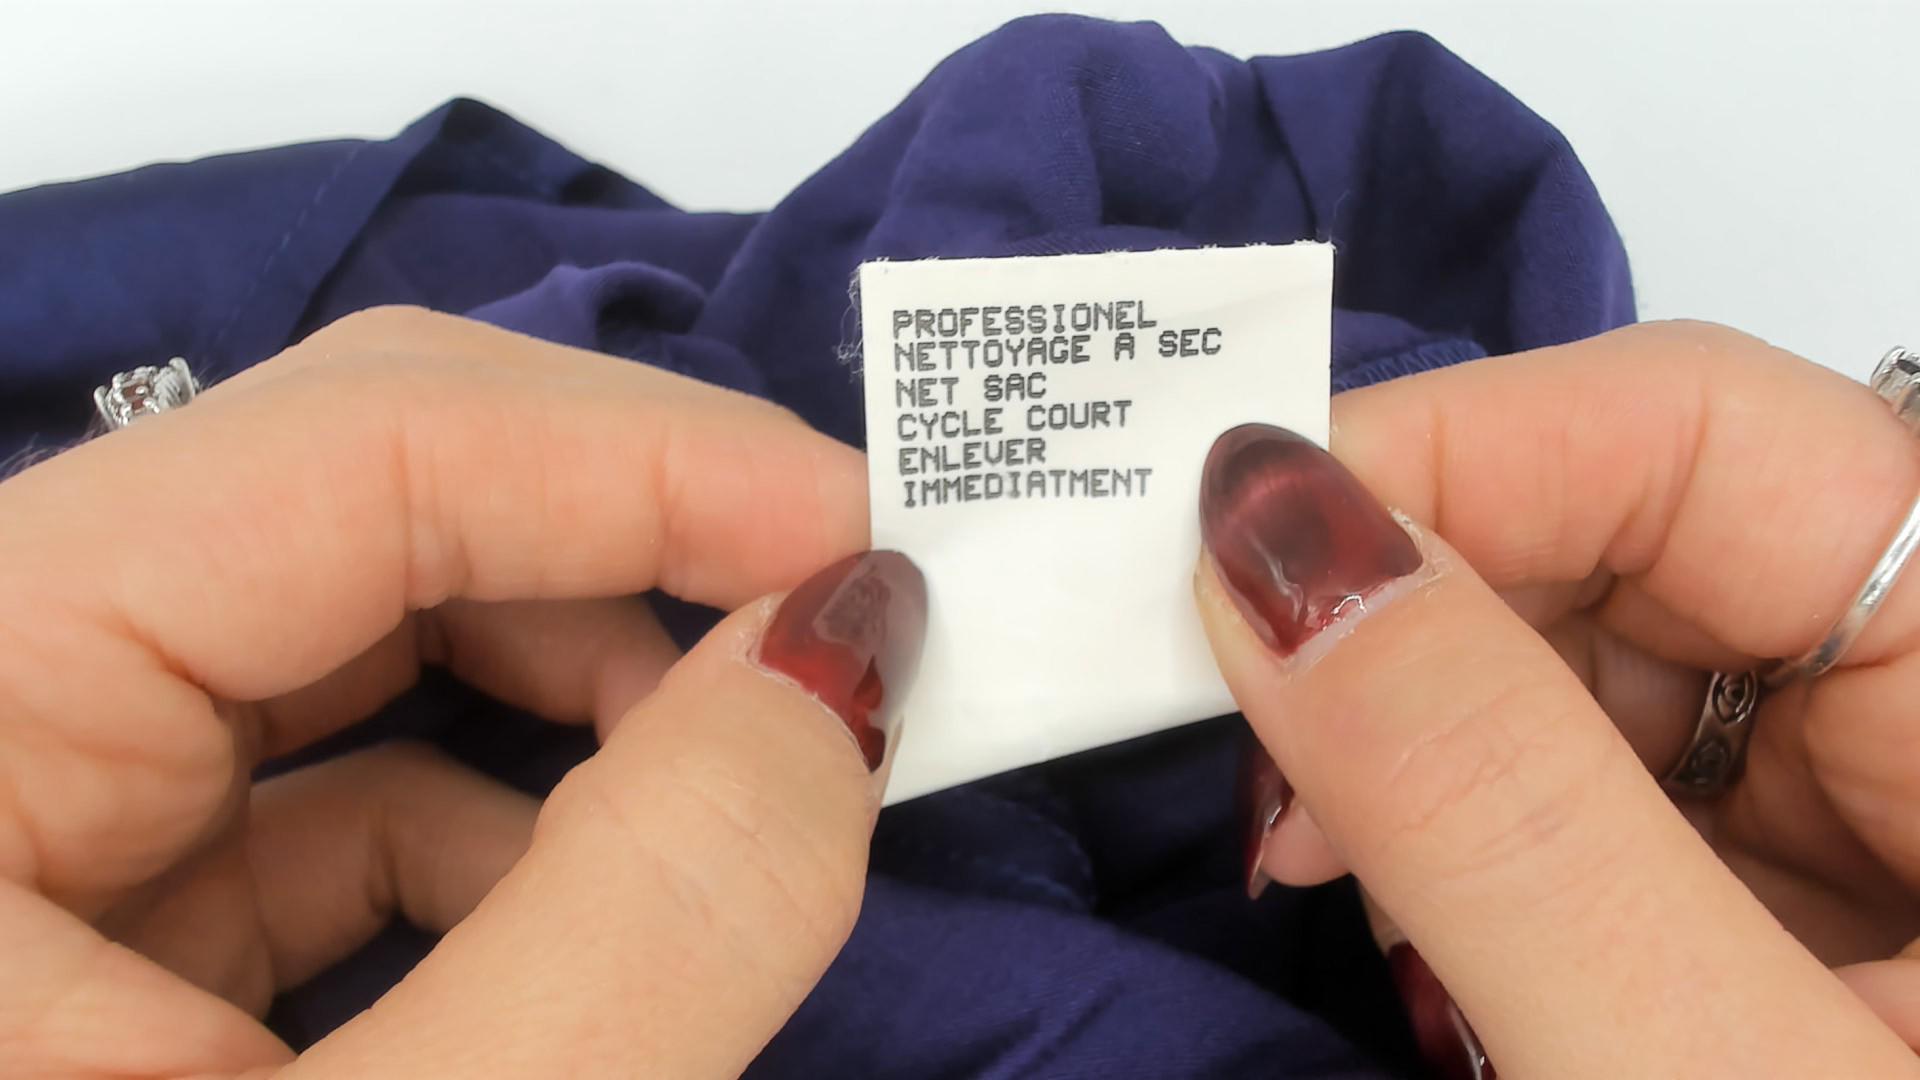 PROFESSIONEL
NETTOYAGE A SEC
NET SAC
CYCLE COURT
ENLEVER
IMMEDIATMENT